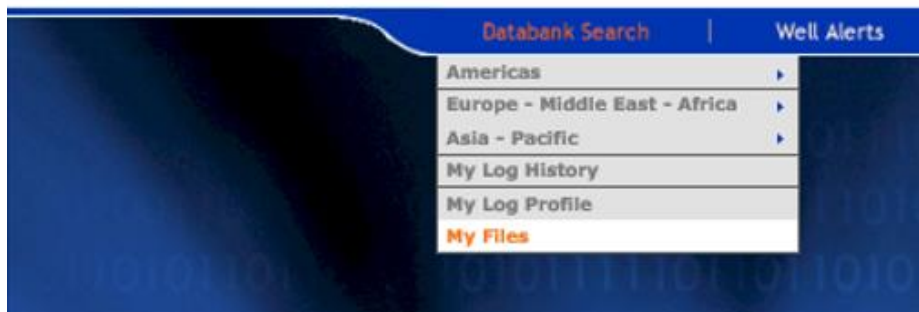 Databank Search | Well Alerts
Americas
Europe - Middle East - Africa
Asia - Pacific
My Log History
My Log Profile
My Files